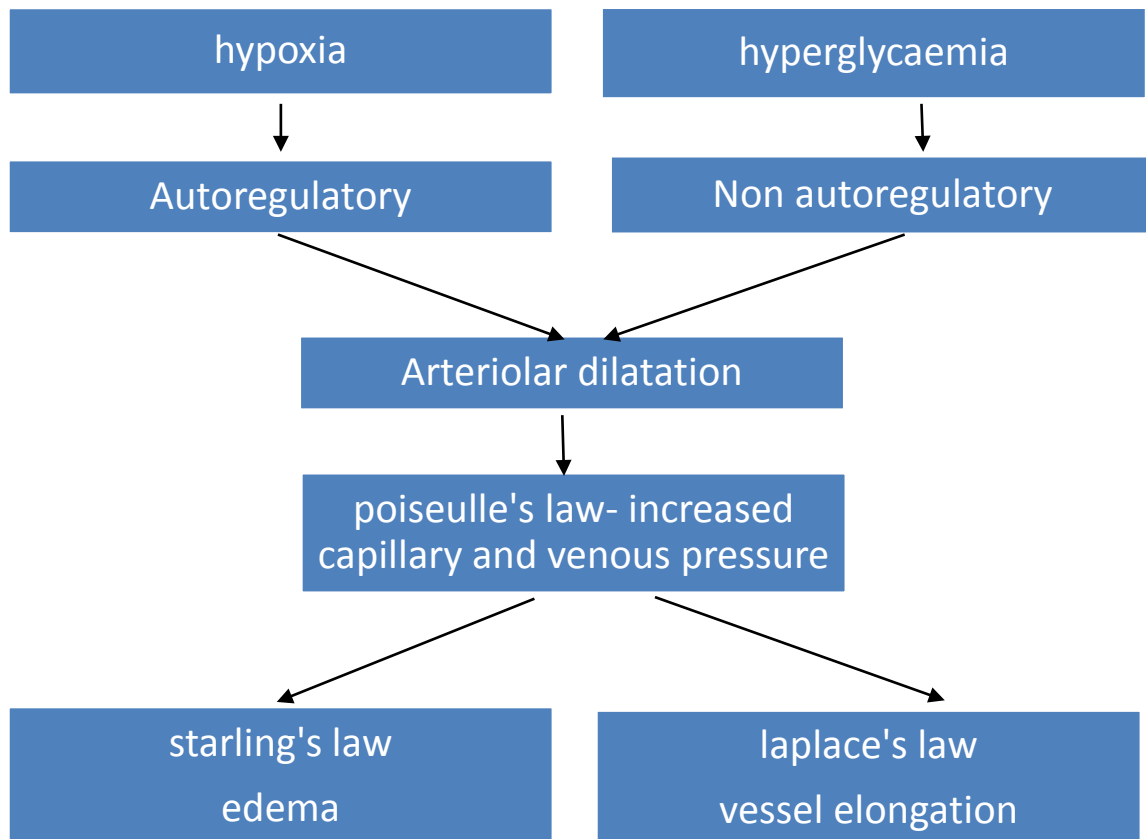 hypoxia
hyperglycaemia
Autoregulatory
Non autoregulatory
Arteriolar dilatation
poiseulle's law- increased
capillary and venous pressure
starling's law
edema
laplace's law
vessel elongation